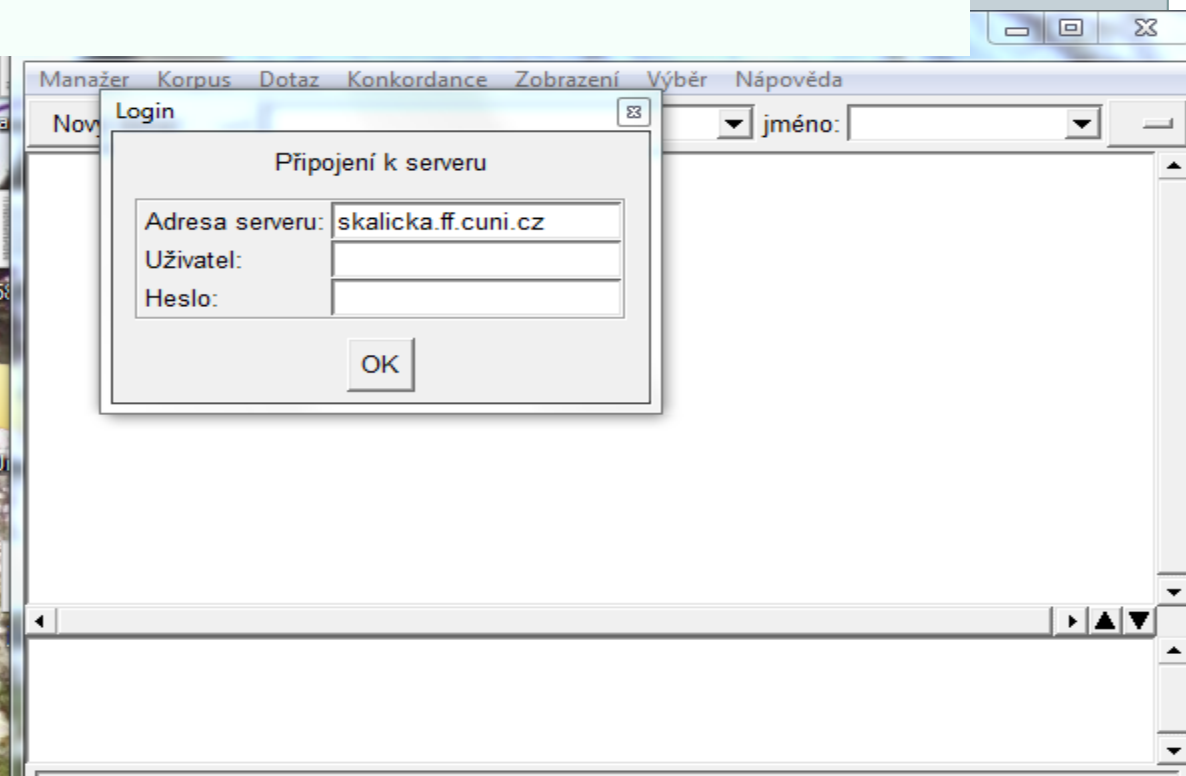 Manažer Korpus Dotaz Konkordance Zobrazení Výběr Nápověda
Login
jméno:
Připojení k serveru
Adresa serveru: skalicka.ff.cuni.cz
Uživatel:
Heslo:
OK